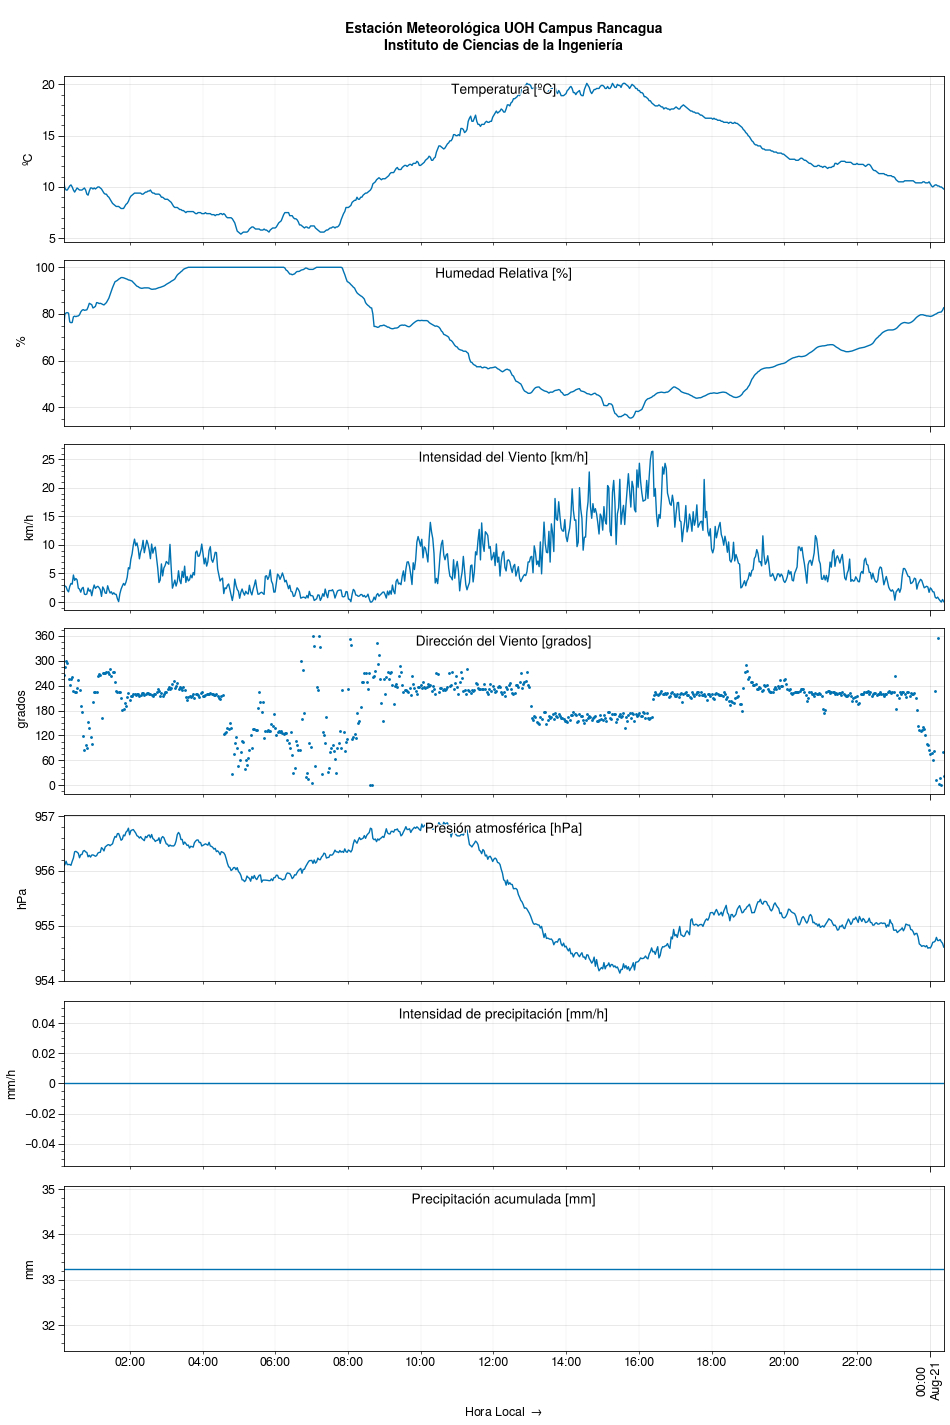 Estación Meteorológica UOH Campus Rancagua
Instituto de Ciencias de la Ingeniería
Temperatura [ºC]
ºC
20
15
10
5
Humedad Relativa [%]
%
100
80
60
40
Intensidad del Viento [km/h]
km/h
25
20
15
10
5
0
Dirección del Viento [grados]
grados
360
300
240
180
120
60
0
Presión atmosférica [hPa]
hPa
957
956
955
954
Intensidad de precipitación [mm/h]
mm/h
0.04
0.02
0
−0.02
−0.04
Precipitación acumulada [mm]
mm
35
34
33
32
02:00 04:00 06:00 08:00 10:00 12:00 14:00 16:00 18:00 20:00 22:00 00:00
Aug-21
Hora Local →